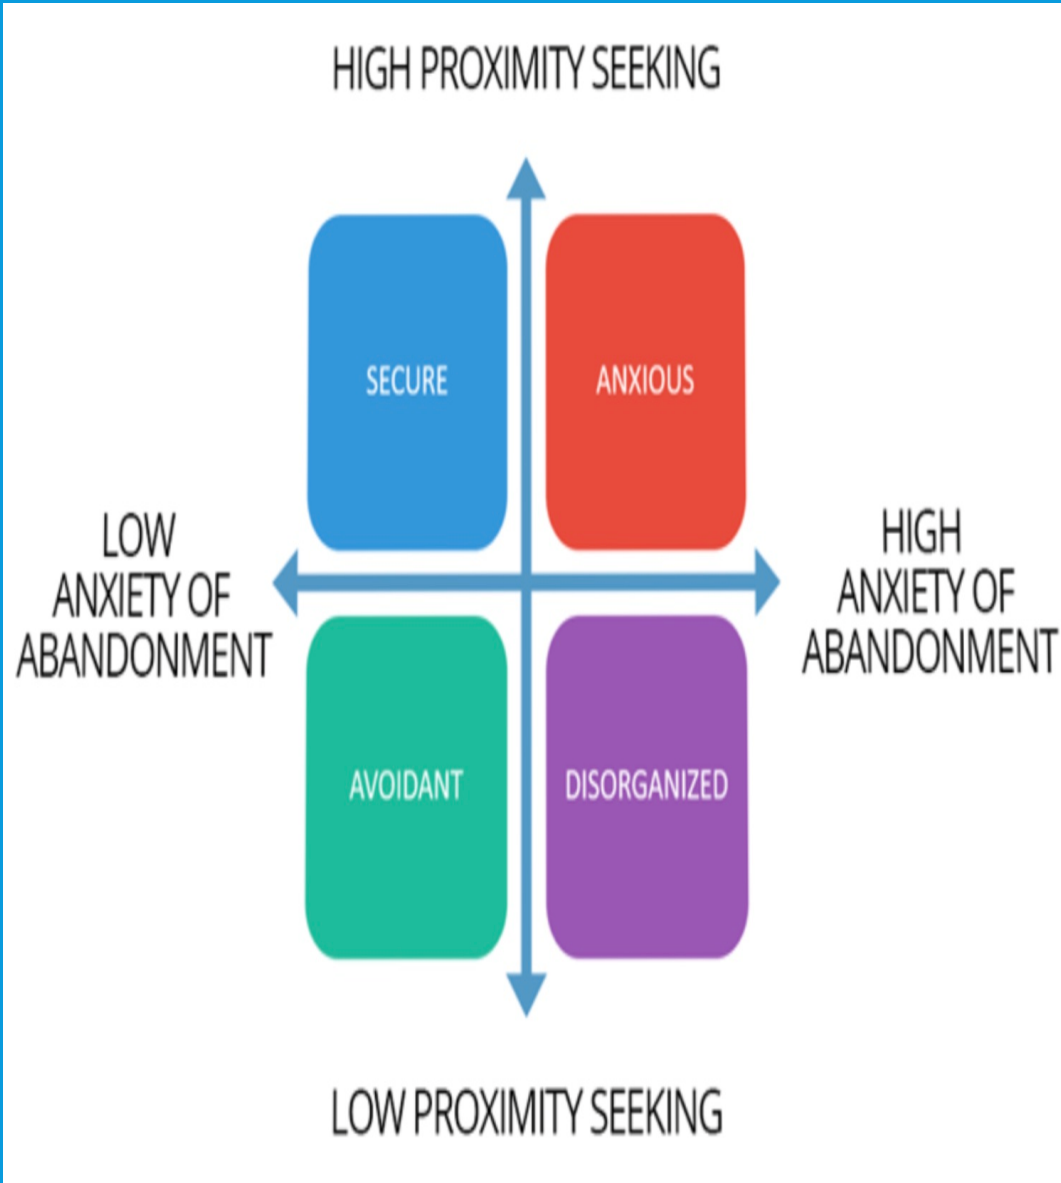 HIGH PROXIMITY SEEKING
SECURE
ANXIOUS
LOW
ANXIETY OF
ABANDONMENT
HIGH
ANXIETY OF
ABANDONMENT
AVOIDANT
DISORGANIZED
LOW PROXIMITY SEEKING